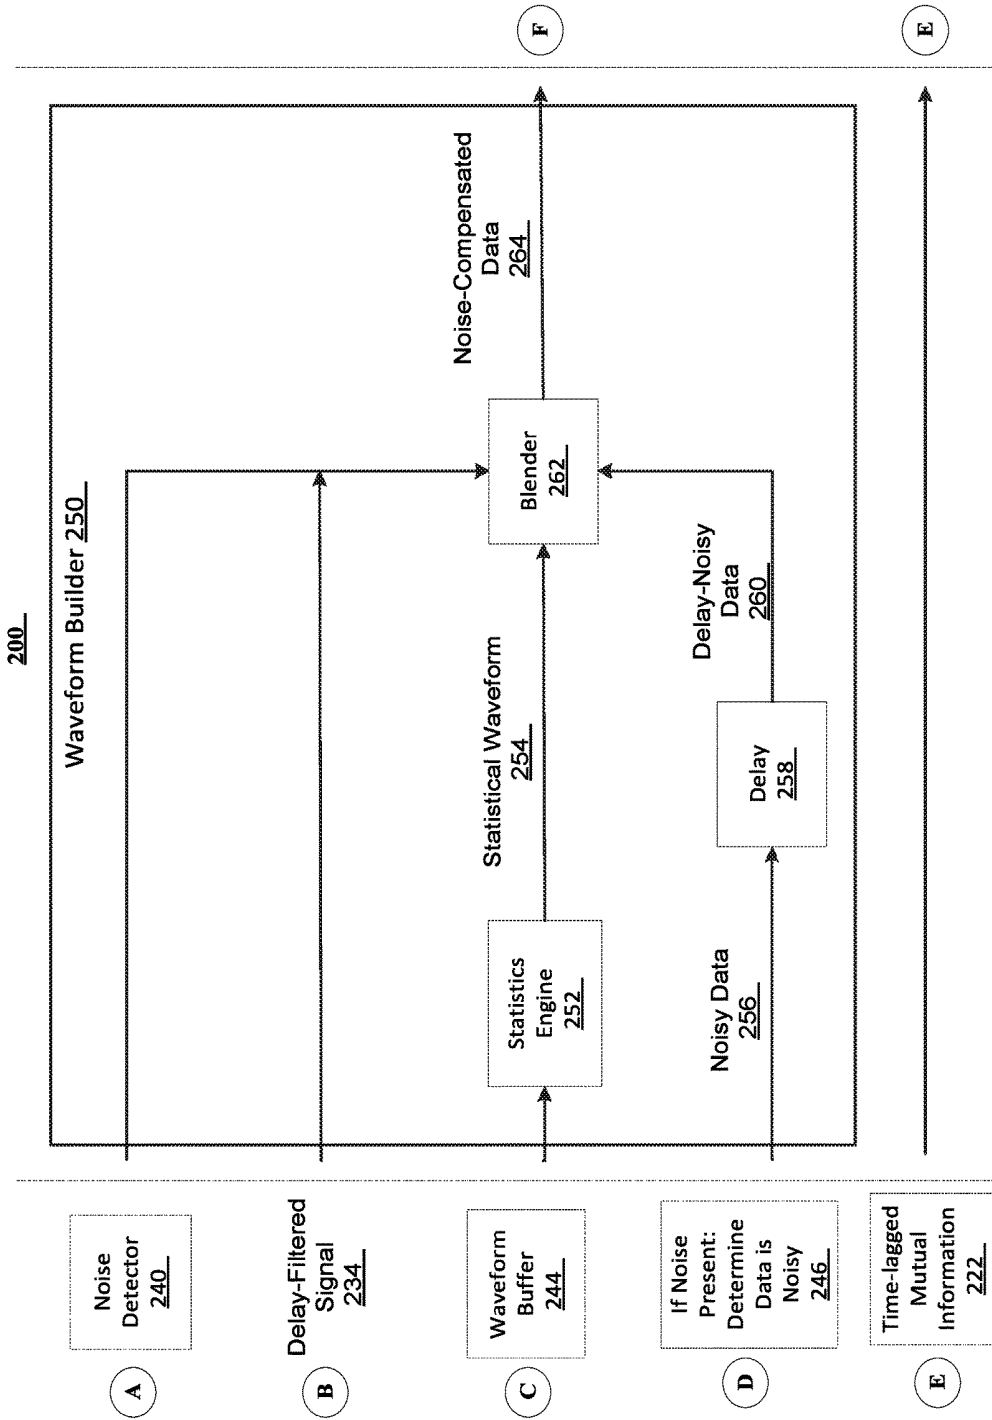 200
Waveform Builder 250
A
Noise
Detector
240
B
Delay-Filtered
Signal
234
C
Waveform
Buffer
244
Statistics
Engine
252
Statistical Waveform
254
Blender
262
Noise-Compensated
Data
264
F
D
If Noise
Present:
Determine
Data is
Noisy
246
Noisy Data
256
Delay
258
Delay-Noisy
Data
260
E
Time-lagged
Mutual
Information
222
E